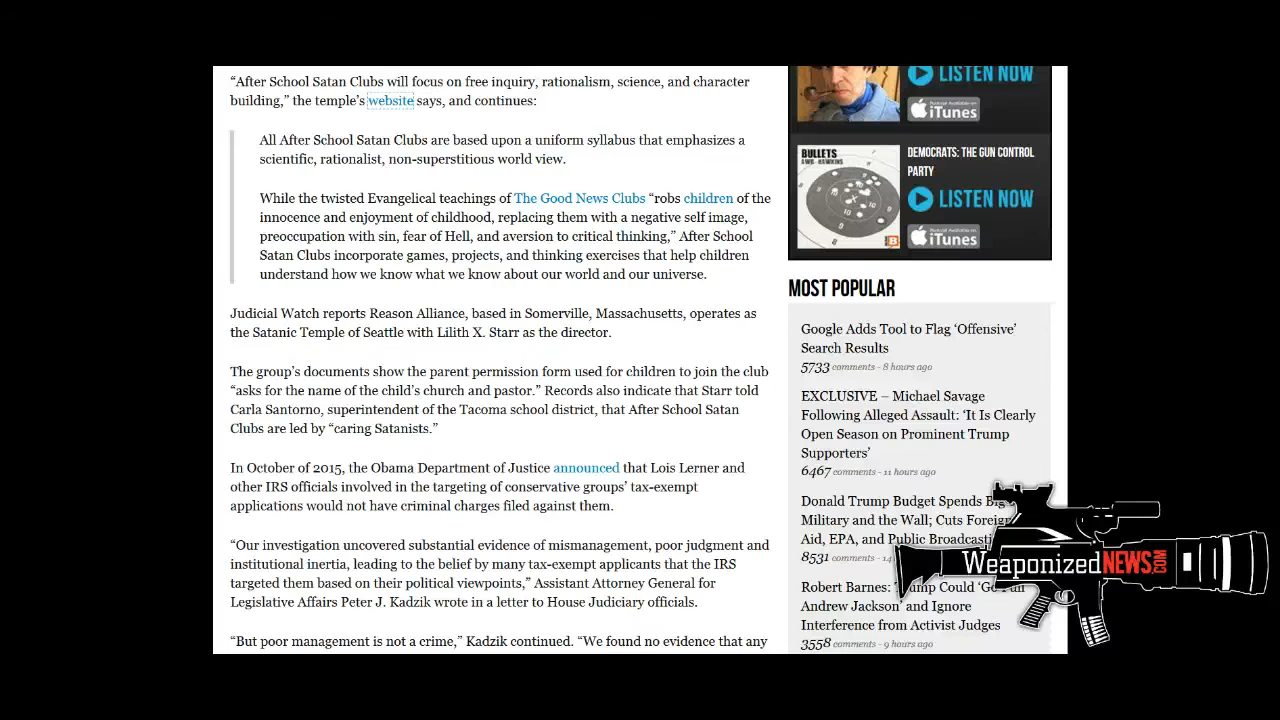 “After School Satan Clubs will focus on free inquiry, rationalism, science, and character
building,” the temple’s website says, and continues:
All After School Satan Clubs are based upon a uniform syllabus that emphasizes a
scientific, rationalist, non-superstitious world view.
While the twisted Evangelical teachings of The Good News Clubs “robs children of the
innocence and enjoyment of childhood, replacing them with a negative self image,
preoccupation with sin, fear of Hell, and aversion to critical thinking,” After School
Satan Clubs incorporate games, projects, and thinking exercises that help children
understand how we know what we know about our world and our universe.
Judicial Watch reports Reason Alliance, based in Somerville, Massachusetts, operates as
the Satanic Temple of Seattle with Lilith X. Starr as the director.
The group’s documents show the parent permission form used for children to join the club
“asks for the name of the child’s church and pastor.” Records also indicate that Starr told
Carla Santorno, superintendent of the Tacoma school district, that After School Satan
Clubs are led by “caring Satanists.”
In October of 2015, the Obama Department of Justice announced that Lois Lerner and
other IRS officials involved in the targeting of conservative groups’ tax-exempt
applications would not have criminal charges filed against them.
“Our investigation uncovered substantial evidence of mismanagement, poor judgment and
institutional inertia, leading to the belief by many tax-exempt applicants that the IRS
targeted them based on their political viewpoints,” Assistant Attorney General for
Legislative Affairs Peter J. Kadzik wrote in a letter to House Judiciary officials.
“But poor management is not a crime,” Kadzik continued. “We found no evidence that any
LISTEN NOW
iTunes
BULLETS
AWR HAWKINS
DEMOCRATS: THE GUN CONTROL
PARTY
LISTEN NOW
iTunes
MOST POPULAR
Google Adds Tool to Flag ‘Offensive’
Search Results
5733 comments - 8 hours ago
EXCLUSIVE – Michael Savage
Following Alleged Assault: ‘It Is Clearly
Open Season on Prominent Trump
Supporters’
6467 comments - 11 hours ago
Donald Trump Budget Spends
Military and the Wall; Cuts
Aid, EPA, and Public
8531 comments
Robert Barnes: Could
Andrew Jackson’ and Ignore
Interference from Activist Judges
3558 comments - 9 hours ago
WeaponizedNEWS.COM